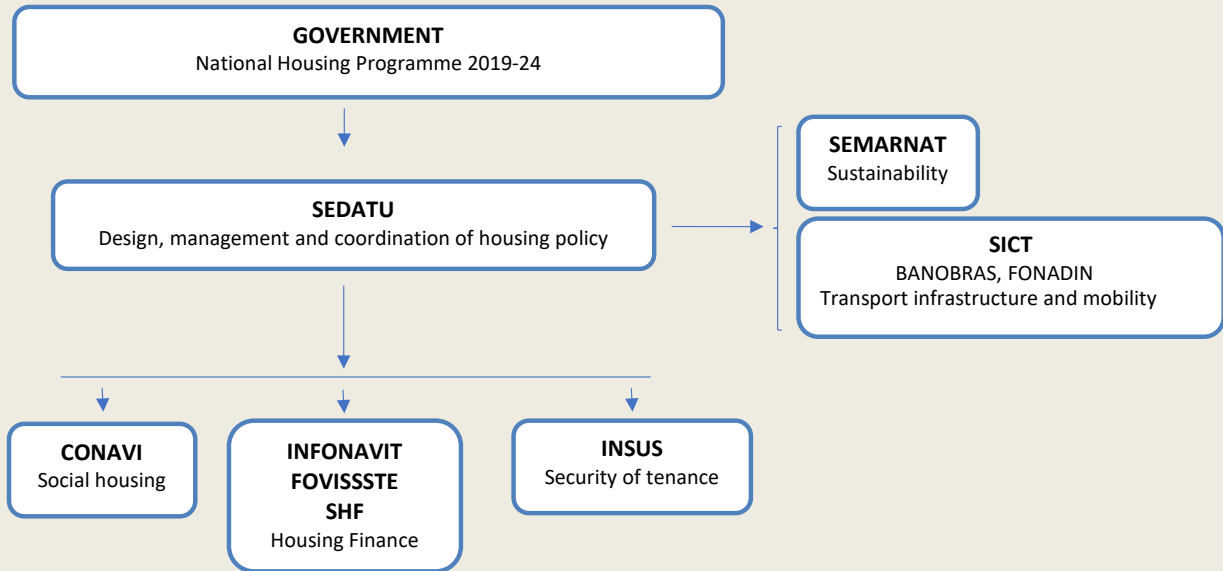 GOVERNMENT
National Housing Programme 2019-24
SEMARNAT
Sustainability
SEDATU
Design, management and coordination of housing policy
SICT
BANOBRAS, FONADIN
Transport infrastructure and mobility
CONAVI
Social housing
INFONAVIT
FOVISSSTE
SHF
Housing Finance
INSUS
Security of tenance